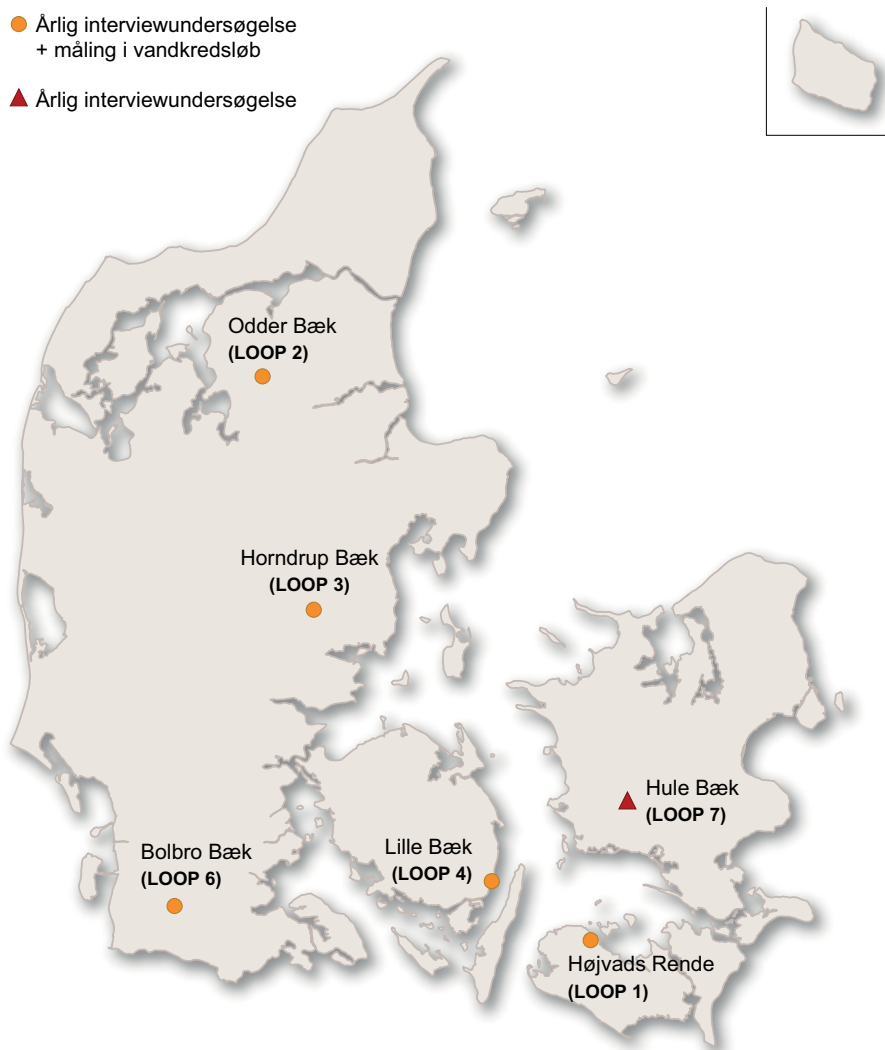 Årlig interviewundersøgelse
+ måling i vandkredsløb
Årlig interviewundersøgelse
Odder Bæk
(LOOP 2)
Horndrup Bæk
(LOOP 3)
Hule Bæk
(LOOP 7)
Lille Bæk
(LOOP 4)
Bolbro Bæk
(LOOP 6)
Højvads Rende
(LOOP 1)